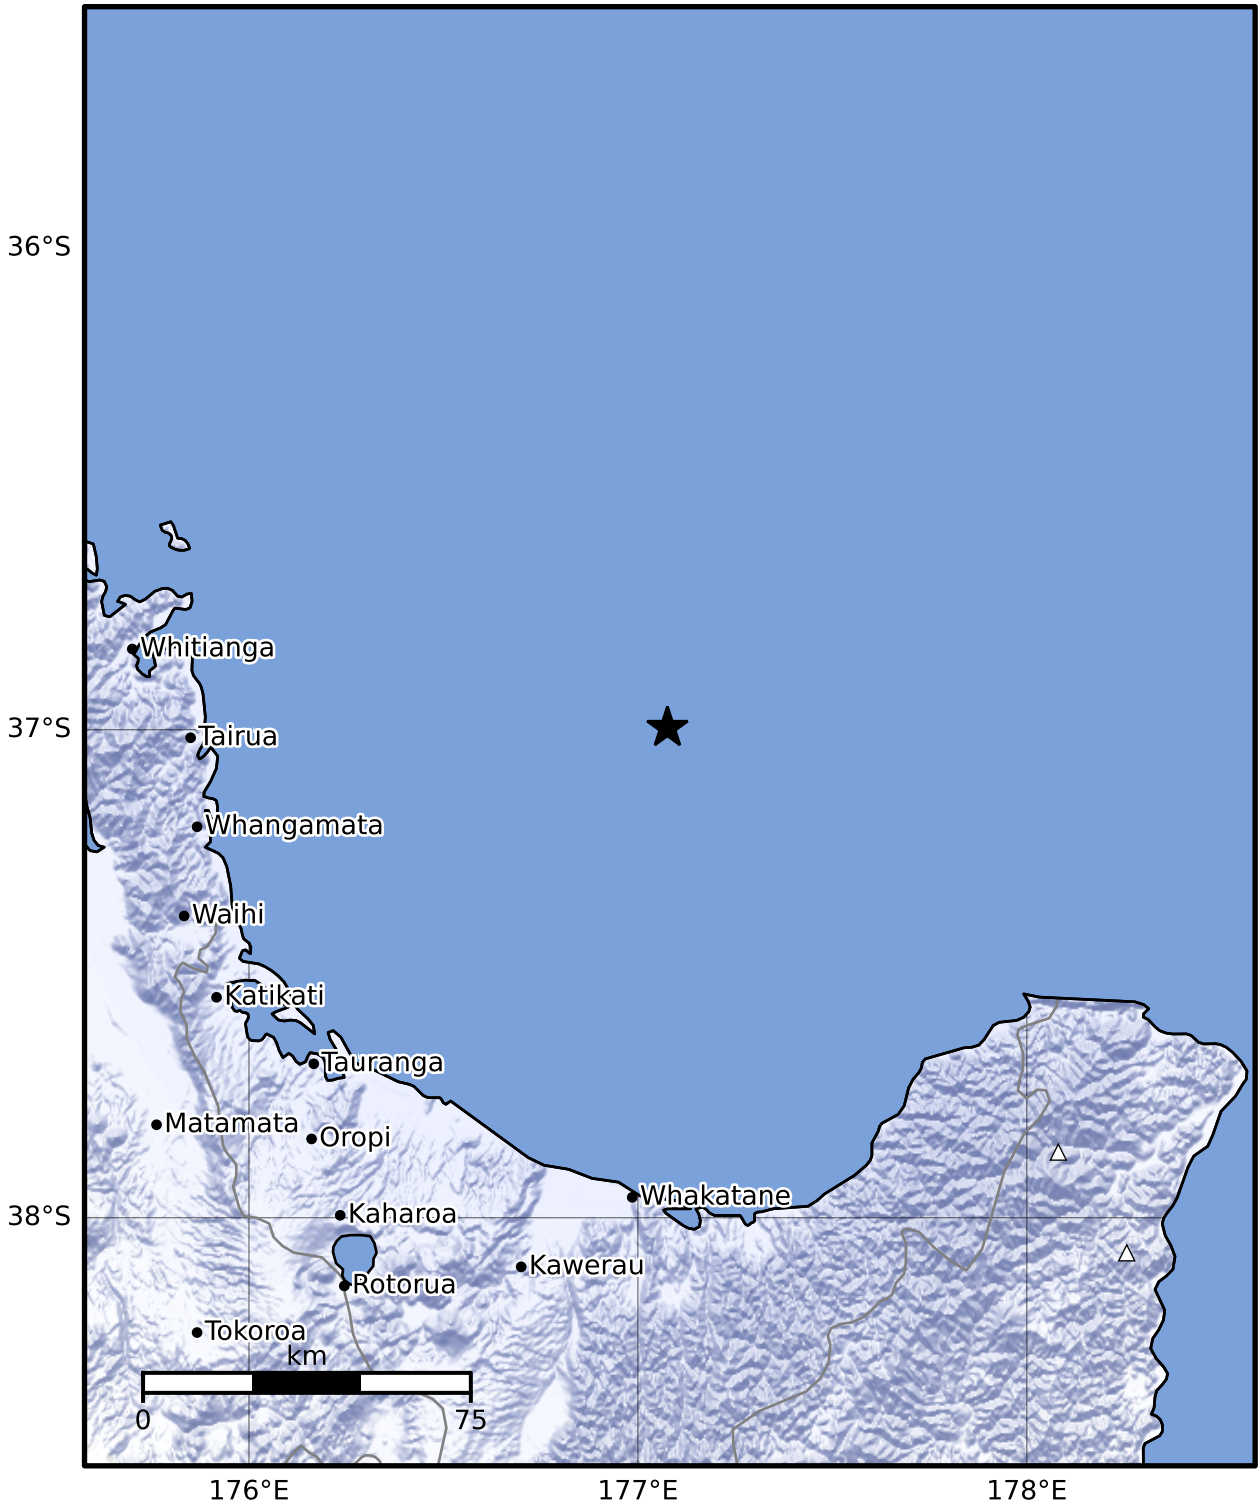 36°S
Whitianga
37°S
Tairua
Whangamata
Waihi
Katikati
Tauranga
Matamata
Oropi
Whakatane
38°S
Kaharoa
Kawerau
Rotorua
Tokoroa
km
0 75
176°E 177°E 178°E